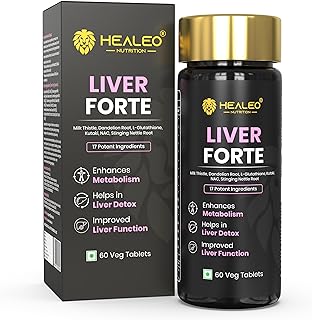 HEALEO®
NUTRITION
LIVER
FORTE
Milk Thistle, Dandelion Root, L-Glutathione,
Kutaki, NAC, Stinging Nettle Root
17 Potent Ingredients
Enhances
Metabolism
Helps in
Liver Detox
Improved
Liver Function
60 Veg Tablets
HEALEO®
NUTRITION
LIVER
FORTE
Milk Thistle, Dandelion Root, L-Glutathione,
Kutaki, NAC, Stinging Nettle Root
17 Potent Ingredients
Enhances
Metabolism
Helps in
Liver Detox
Improved
Liver Function
60 Veg Tablets